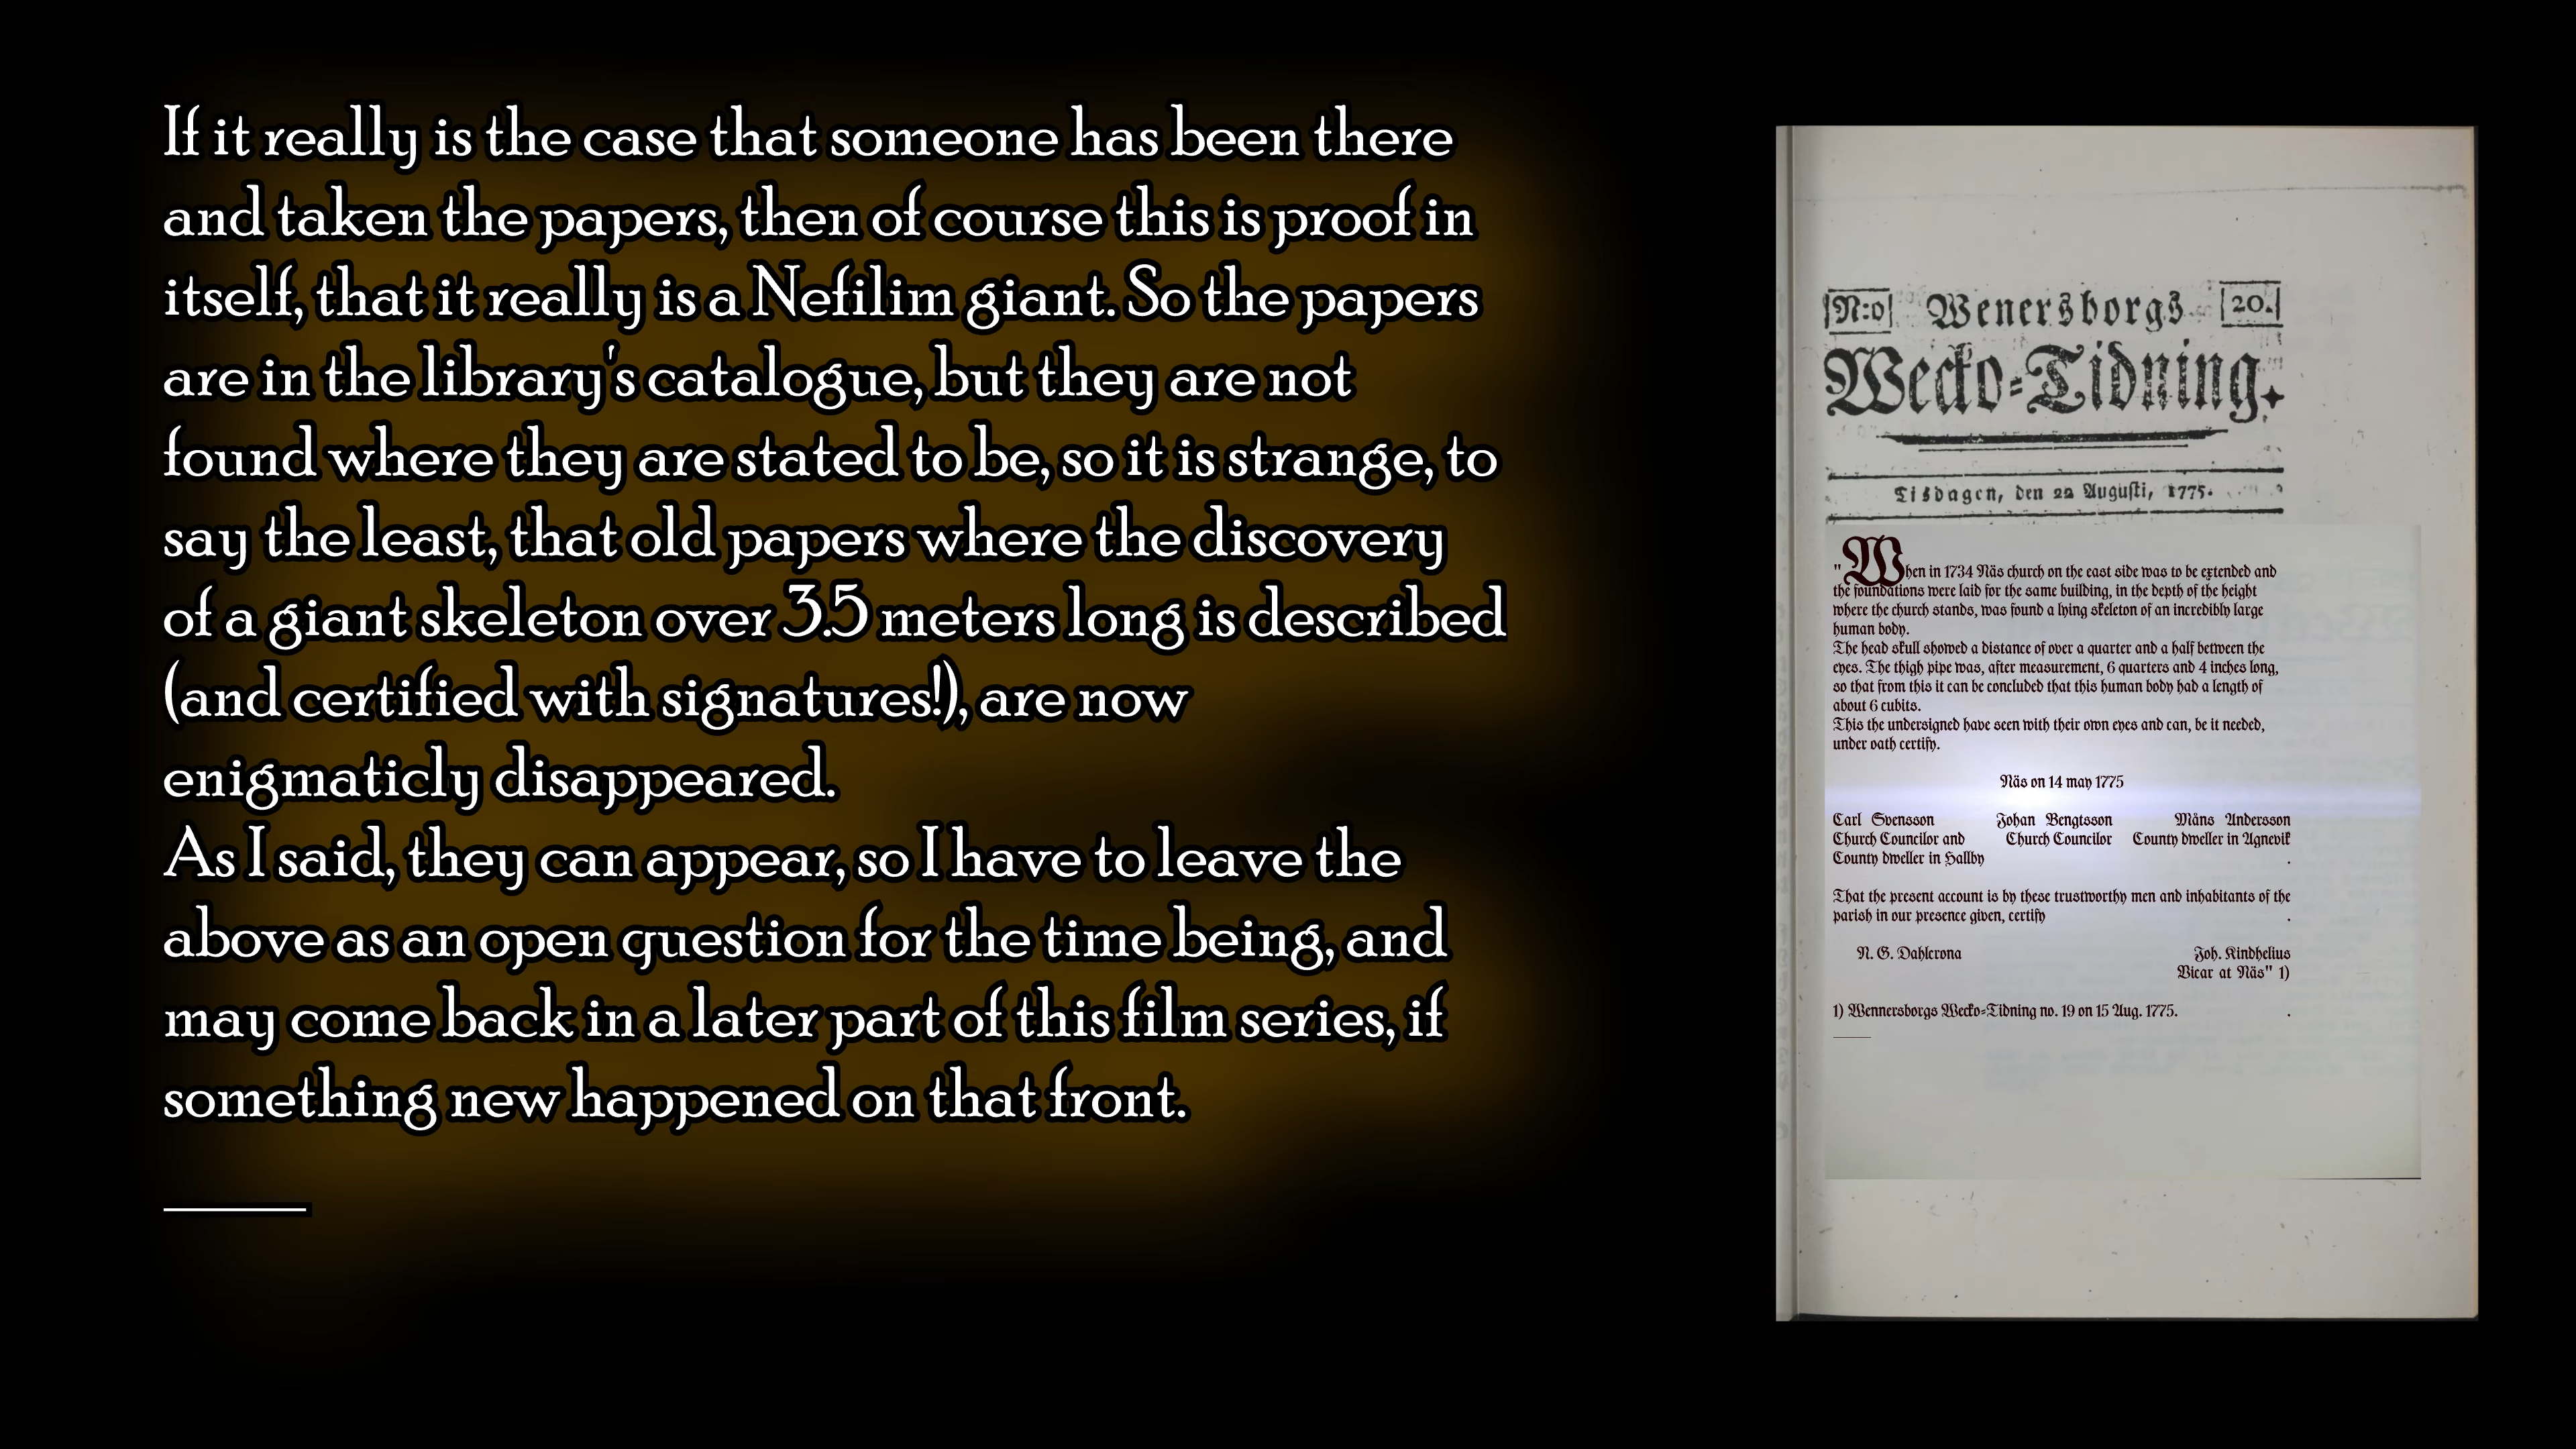 If it really is the case that someone has been there
and taken the papers, then of course this is proof in
itself, that it really is a Nefilim giant. So the papers
are in the library's catalogue, but they are not
found where they are stated to be, so it is strange, to
say the least, that old papers where the discovery
of a giant skeleton over 3.5 meters long is described
(and certified with signatures!), are now
enigmaticly disappeared.
As I said, they can appear, so I have to leave the
above as an open question for the time being, and
may come back in a later part of this film series, if
something new happened on that front.
N:o Wenersborgs 20.
Wecko-Tidning.
Tisdagen, den 22 Augusti, 1775.
"When in 1734 Näs church on the east side was to be extended and
the foundations were laid for the same building, in the depth of the height
where the church stands, was found a lying skeleton of an incredibly large
human body.
The head skull showed a distance of over a quarter and a half between the
eyes. The thigh pipe was, after measurement, 6 quarters and 4 inches long,
so that from this it can be concluded that this human body had a length of
about 6 cubits.
This the undersigned have seen with their own eyes and can, be it needed,
under oath certify.
Näs on 14 may 1775
Carl Svensson Johan Bengtsson Måns Andersson
Church Councilor and Church Councilor County dweller in Agnevik
County dweller in Hallby .
That the present account is by these trustworthy men and inhabitants of the
parish in our presence given, certify .
N. G. Dahlcrona Joh. Kindhelius
Vicar at Näs" 1)
1) Wennersborgs Wecko-Tidning no. 19 on 15 Aug. 1775. .